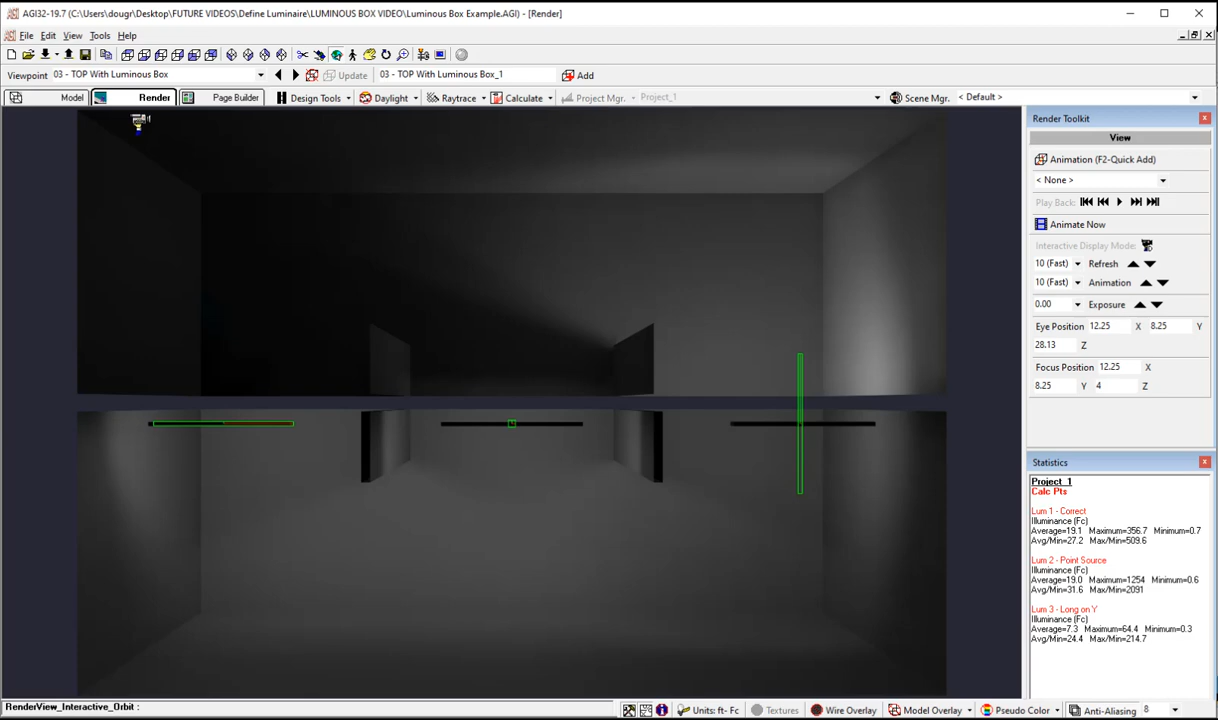 AGI32-19.7 (C:\Users\dougr\Desktop\FUTURE VIDEOS\Define Luminaire\LUMINOUS BOX VIDEO\Luminous Box Example.AGI) - [Render]
File Edit View Tools Help
Viewpoint 03 - TOP With Luminous Box Update 03 - TOP With Luminous Box_1 Add
Model Render Page Builder Design Tools Daylight Raytrace Calculate Project Mgr. Project_1 Scene Mgr. < Default >
Render Toolkit
View
Animation (F2-Quick Add)
< None >
Play Back:
Animate Now
Interactive Display Mode:
10 (Fast) Refresh
10 (Fast) Animation
0.00 Exposure
Eye Position 12.25 X 8.25 Y
28.13 Z
Focus Position 12.25 X
8.25 Y 4 Z
Statistics
Project_1
Calc Pts
Lum 1 - Correct
Illuminance (Fc)
Average=19.1 Maximum=356.7 Minimum=0.7
Avg/Min=27.2 Max/Min=509.6
Lum 2 - Point Source
Illuminance (Fc)
Average=19.0 Maximum=1254 Minimum=0.6
Avg/Min=31.6 Max/Min=2091
Lum 3 - Long on Y
Illuminance (Fc)
Average=7.3 Maximum=64.4 Minimum=0.3
Avg/Min=24.4 Max/Min=214.7
RenderView_Interactive_Orbit :
Units: ft- Fc Textures Wire Overlay Model Overlay Pseudo Color Anti-Aliasing 8